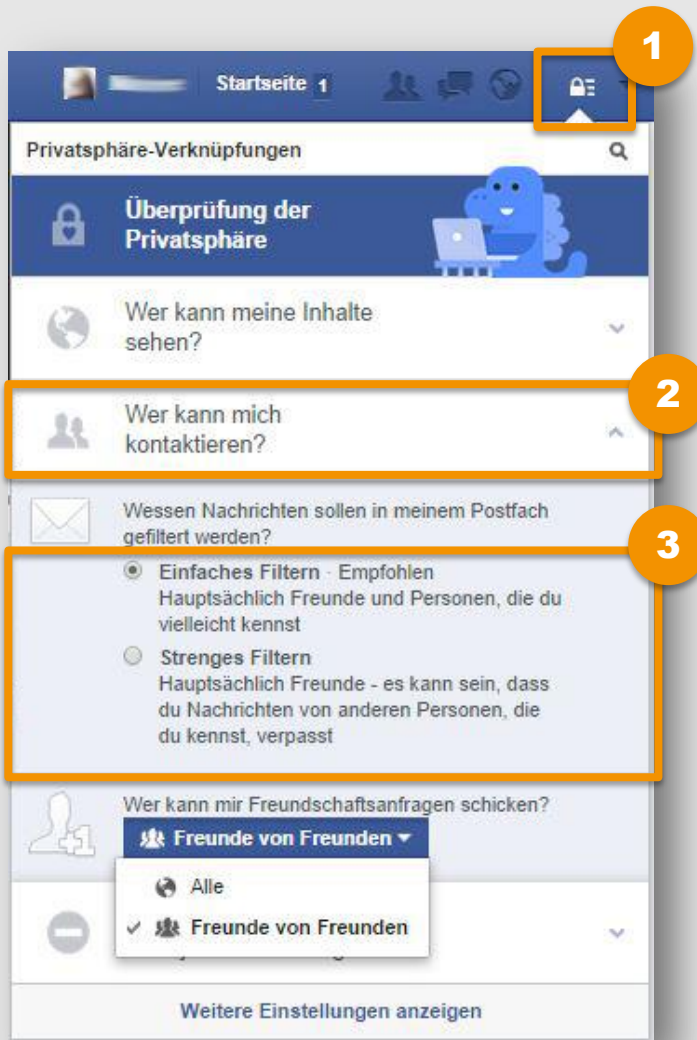 1
Startseite 1
Privatsphäre-Verknüpfungen
Überprüfung der
Privatsphäre
Wer kann meine Inhalte
sehen?
2
Wer kann mich
kontaktieren?
Wessen Nachrichten sollen in meinem Postfach
gefiltert werden?
3
Einfaches Filtern · Empfohlen
Hauptsächlich Freunde und Personen, die du
vielleicht kennst
Strenges Filtern
Hauptsächlich Freunde - es kann sein, dass
du Nachrichten von anderen Personen, die
du kennst, verpasst
Wer kann mir Freundschaftsanfragen schicken?
+1
Freunde von Freunden
Alle
Freunde von Freunden
Weitere Einstellungen anzeigen